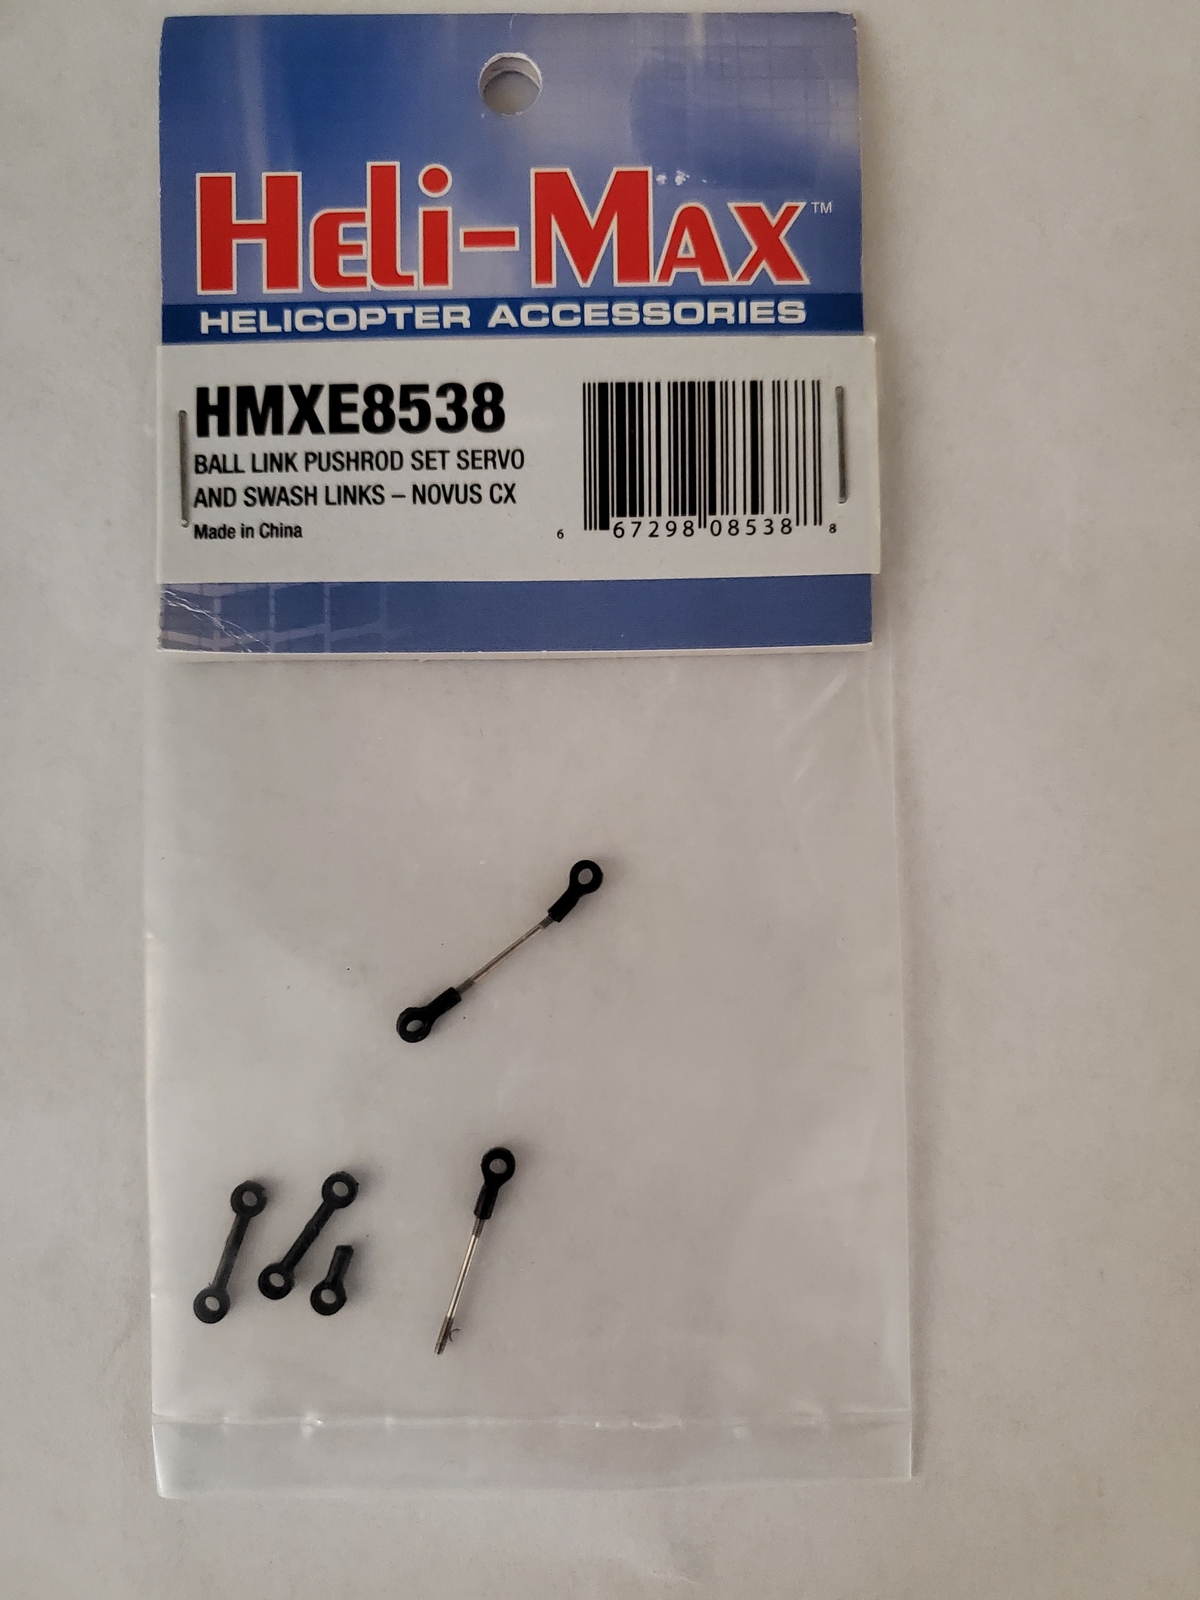 Heli-Max™
HELICOPTER ACCESSORIES
HMXE8538
BALL LINK PUSHROD SET SERVO
AND SWASH LINKS – NOVUS CX
Made in China
6 67298 08538 8